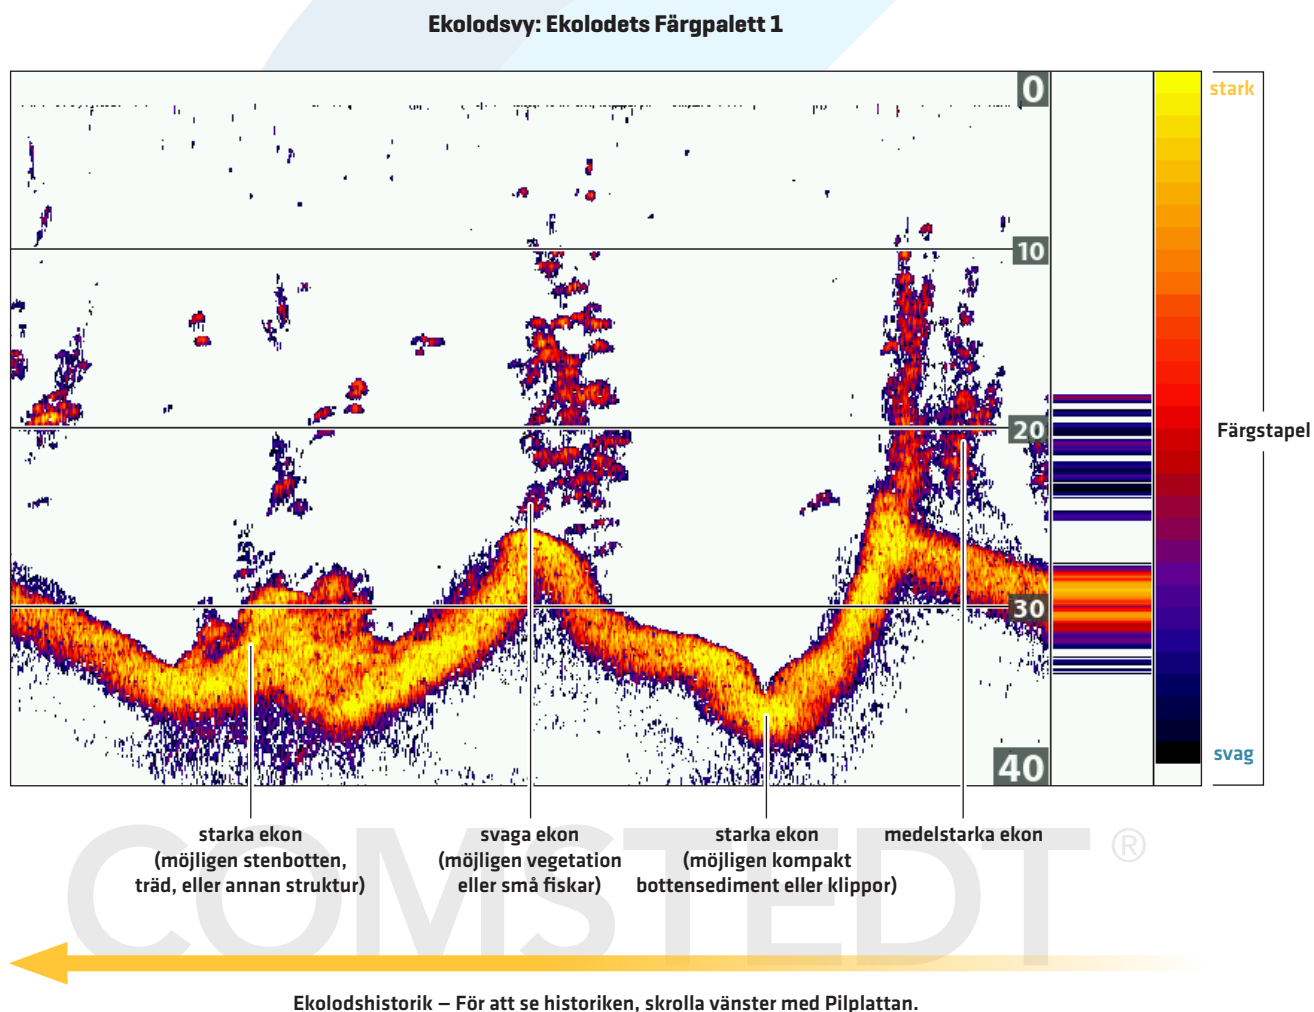 Ekolodsvy: Ekolodets Färgpalett 1
0
stark
10
20
Färgstapel
30
40
svag
starka ekon
(möjligen stenbotten,
träd, eller annan struktur)
svaga ekon
(möjligen vegetation
eller små fiskar)
starka ekon
(möjligen kompakt
bottensediment eller klippor)
medelstarka ekon
COMSTEDT ®
Ekolodshistorik – För att se historiken, skrolla vänster med Pilplattan.